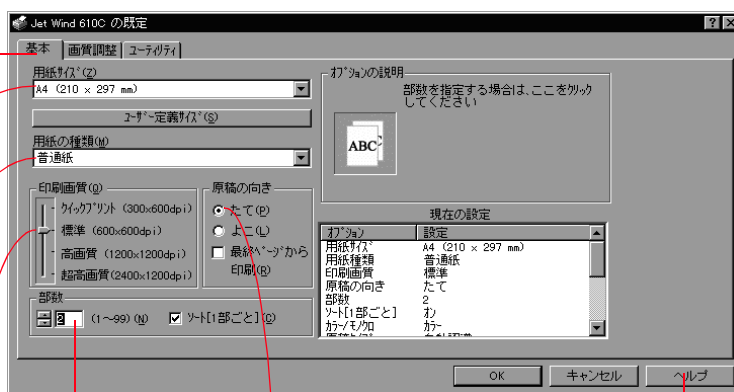 Jet Wind 610C の既定
基本 画質調整 ﾕｰﾃｨﾘﾃｨ
用紙ｻｲｽﾞ(Z)
A4 (210 × 297 mm)
ﾕｰｻﾞｰ定義ｻｲｽﾞ(S)
用紙の種類(M)
普通紙
印刷画質(Q)
ｸｲｯｸﾌﾟﾘﾝﾄ (300×600dpi)
標準 (600×600dpi)
高画質 (1200×1200dpi)
超高画質(2400×1200dpi)
原稿の向き
たて(P)
よこ(L)
最終ﾍﾟｰｼﾞから
印刷(R)
部数
2 (1～99)(N) ｿｰﾄ[1部ごと](C)
ｵﾌﾟｼｮﾝの説明
部数を指定する場合は、ここをｸﾘｯｸ
してください
ABC
現在の設定
ｵﾌﾟｼｮﾝ 設定
用紙ｻｲｽﾞ A4 (210 × 297 mm)
用紙種類 普通紙
印刷画質 標準
原稿の向き たて
部数 2
ｿｰﾄ[1部ごと] ｵﾝ
ｶﾗｰ/ﾓﾉｸﾛ ｶﾗｰ
OK キャンセル ヘルプ